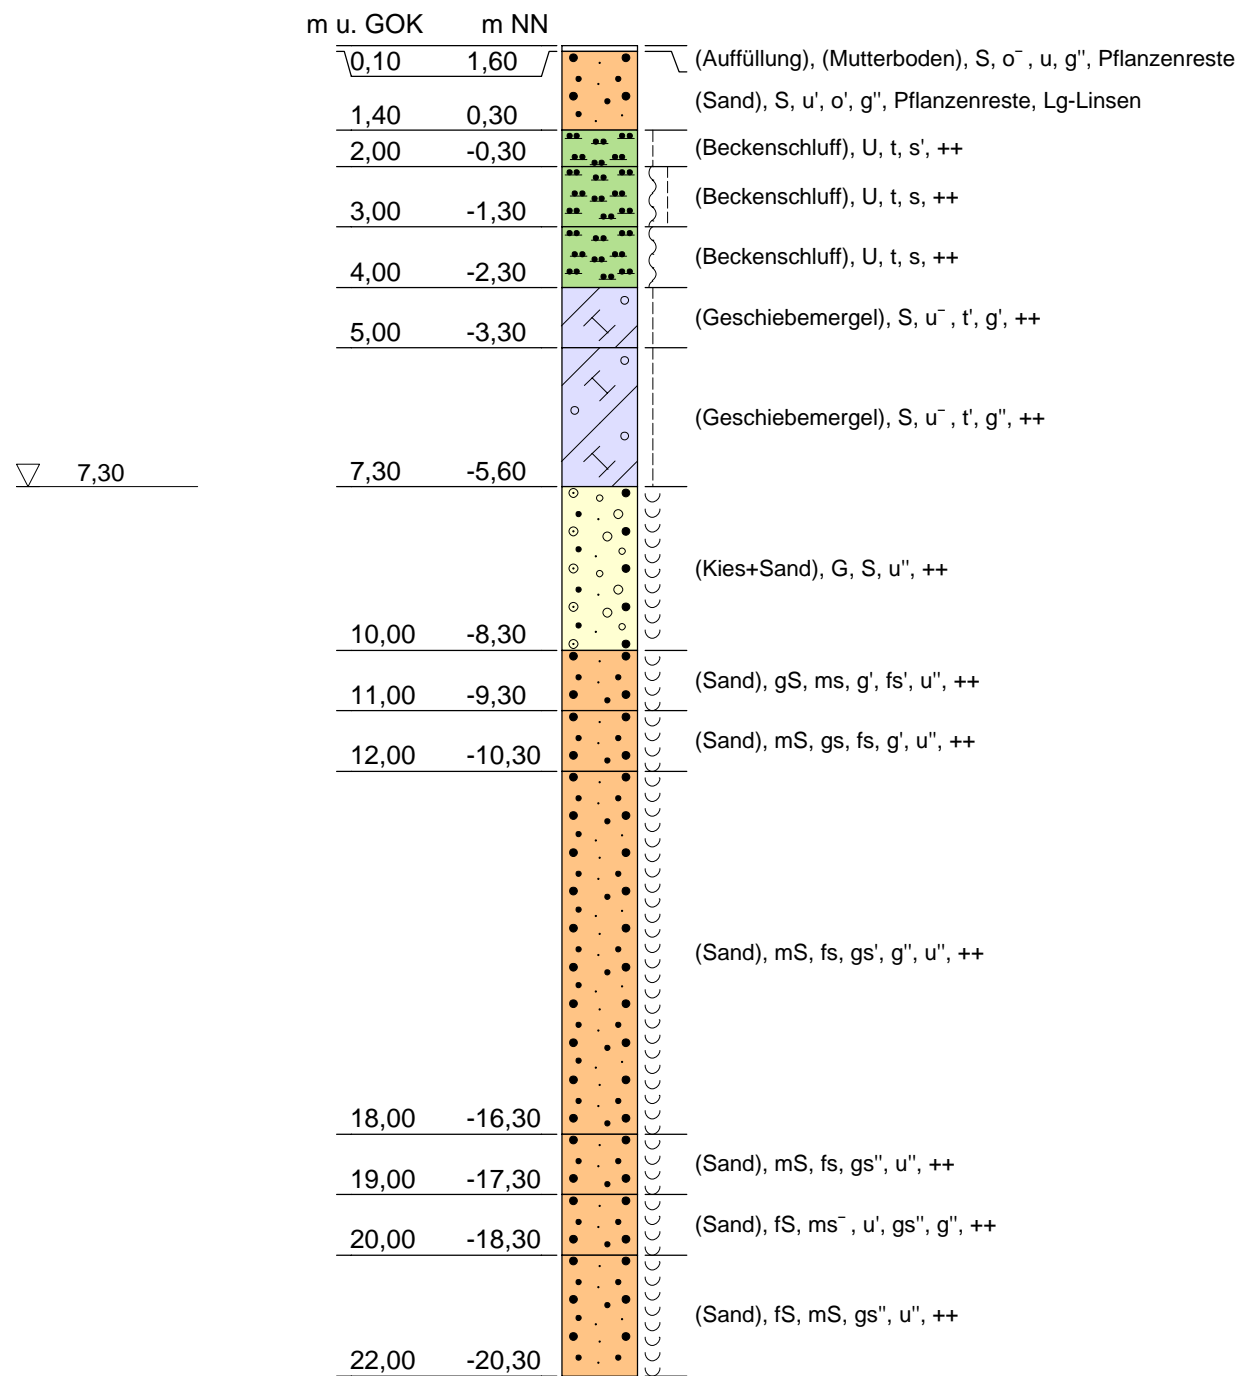 m u. GOK m NN
0,10 1,60 (Auffüllung), (Mutterboden), S, o¯ , u, g'', Pflanzenreste
(Sand), S, u', o', g'', Pflanzenreste, Lg-Linsen
1,40 0,30
2,00 -0,30 (Beckenschluff), U, t, s', ++
(Beckenschluff), U, t, s, ++
3,00 -1,30
(Beckenschluff), U, t, s, ++
4,00 -2,30
(Geschiebemergel), S, u¯ , t', g', ++
5,00 -3,30
(Geschiebemergel), S, u¯ , t', g'', ++
7,30 7,30 -5,60
(Kies+Sand), G, S, u'', ++
10,00 -8,30
(Sand), gS, ms, g', fs', u'', ++
11,00 -9,30
(Sand), mS, gs, fs, g', u'', ++
12,00 -10,30
(Sand), mS, fs, gs', g'', u'', ++
18,00 -16,30
(Sand), mS, fs, gs'', u'', ++
19,00 -17,30
(Sand), fS, ms¯ , u', gs'', g'', ++
20,00 -18,30
(Sand), fS, mS, gs'', u'', ++
22,00 -20,30